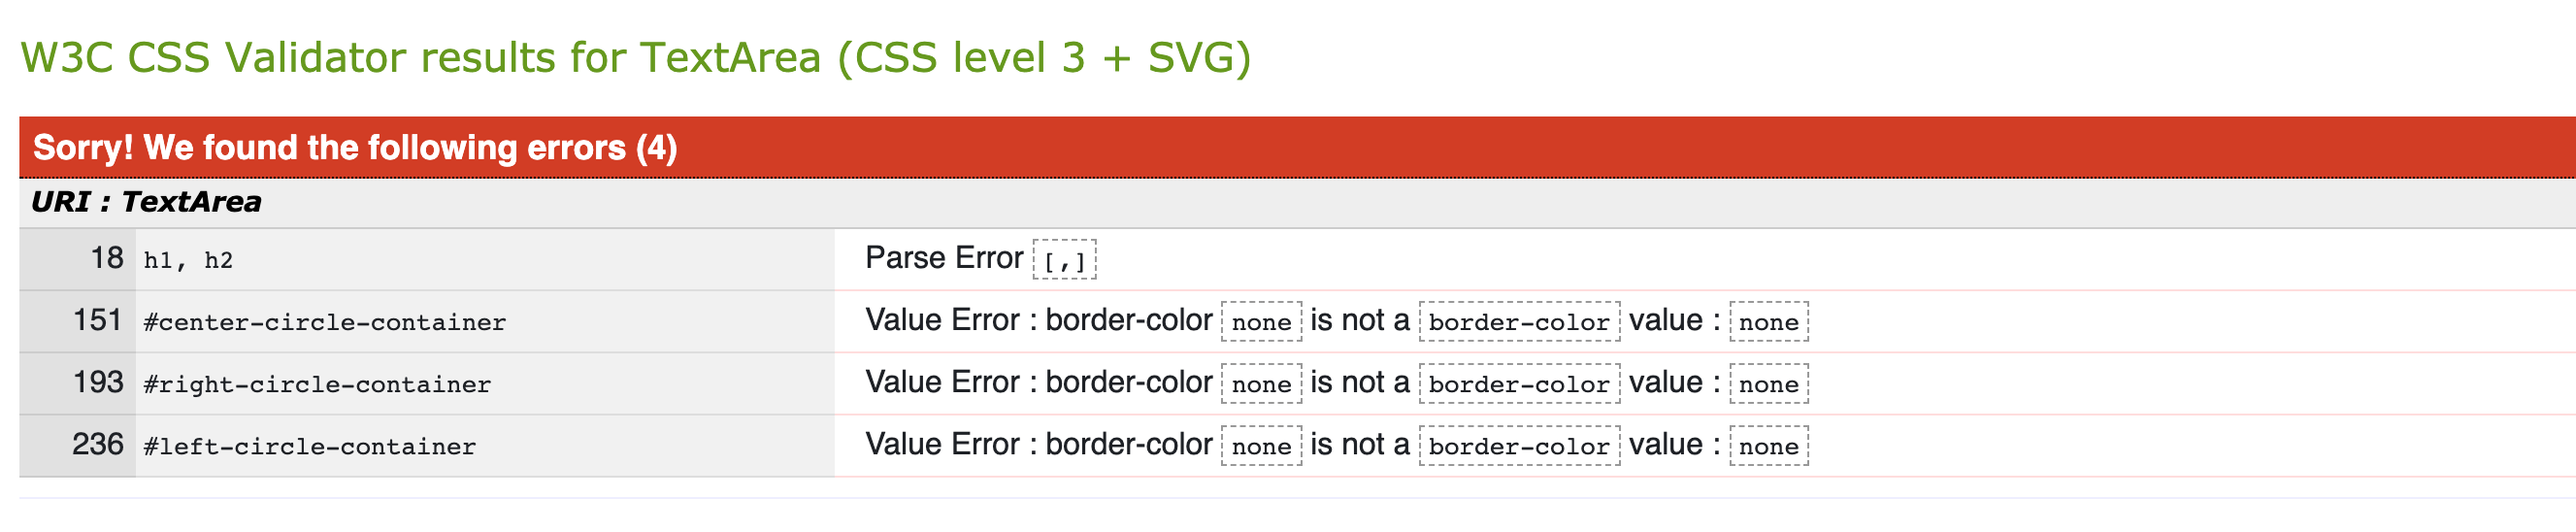 W3C CSS Validator results for TextArea (CSS level 3 + SVG)
Sorry! We found the following errors (4)
URI : TextArea
18 h1, h2 Parse Error [,]
151 #center-circle-container Value Error : border-color none is not a border-color value : none
193 #right-circle-container Value Error : border-color none is not a border-color value : none
236 #left-circle-container Value Error : border-color none is not a border-color value : none